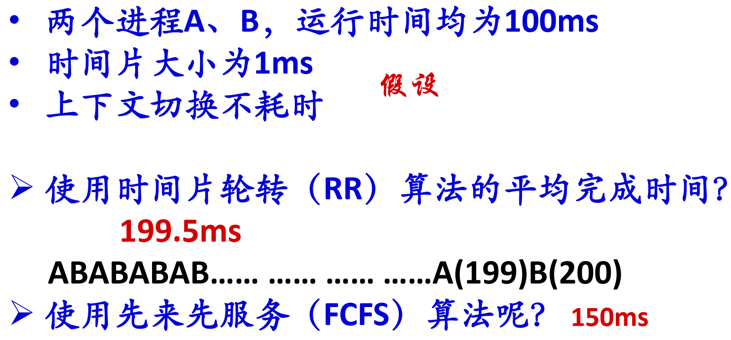 • 两个进程A、B，运行时间均为100ms
• 时间片大小为1ms
假设
• 上下文切换不耗时
➢ 使用时间片轮转（RR）算法的平均完成时间？
199.5ms
ABABABAB…… …… …… ……A(199)B(200)
➢ 使用先来先服务（FCFS）算法呢？ 150ms